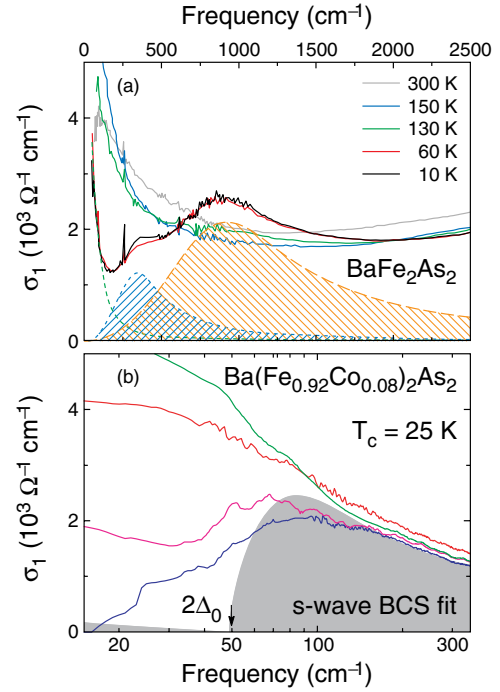 Frequency (cm⁻¹)
0 500 1000 1500 2000 2500
(a)
300 K
150 K
130 K
60 K
10 K
4
2
0
σ₁ (10³ Ω⁻¹ cm⁻¹)
BaFe₂As₂
(b)
Ba(Fe₀.₉₂Co₀.₀₈)₂As₂
T꜀ = 25 K
4
2
0
σ₁ (10³ Ω⁻¹ cm⁻¹)
2Δ₀
s-wave BCS fit
20 40 60 100 300
Frequency (cm⁻¹)